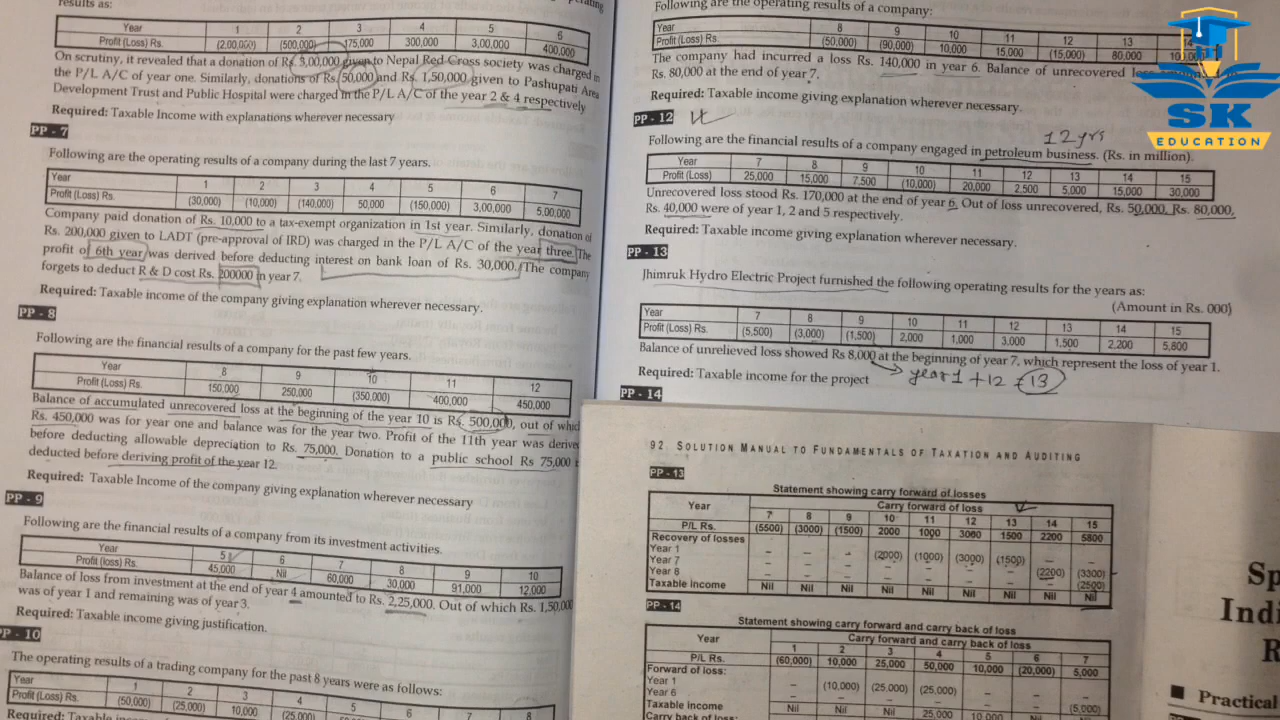 results as:
Year 1 2 3 4 5 6
Profit (Loss) Rs. (2,00,000) (500,000) 175,000 300,000 3,00,000 400,000
On scrutiny, it revealed that a donation of Rs. 3,00,000 given to Nepal Red Cross society was charged in
the P/L A/C of year one. Similarly, donations of Rs. 50,000 and Rs. 1,50,000 given to Pashupati Area
Development Trust and Public Hospital were charged in the P/L A/C of the year 2 & 4 respectively
Required: Taxable Income with explanations wherever necessary
PP - 7
Following are the operating results of a company during the last 7 years.
Year 1 2 3 4 5 6 7
Profit (Loss) Rs. (30,000) (10,000) (140,000) 50,000 (150,000) 3,00,000 5,00,000
Company paid donation of Rs. 10,000 to a tax-exempt organization in 1st year. Similarly, donation of
Rs. 200,000 given to LADT (pre-approval of IRD) was charged in the P/L A/C of the year three. The
profit of 6th year was derived before deducting interest on bank loan of Rs. 30,000. The company
forgets to deduct R & D cost Rs. 200000 in year 7.
Required: Taxable income of the company giving explanation wherever necessary.
PP - 8
Following are the financial results of a company for the past few years.
Year 8 9 10 11 12
Profit (Loss) Rs. 150,000 250,000 (350,000) 400,000 450,000
Balance of accumulated unrecovered loss at the beginning of the year 10 is Rs. 500,000, out of which
Rs. 450,000 was for year one and balance was for the year two. Profit of the 11th year was derived
before deducting allowable depreciation to Rs. 75,000. Donation to a public school Rs 75,000
deducted before deriving profit of the year 12.
Required: Taxable Income of the company giving explanation wherever necessary
PP - 9
Following are the financial results of a company from its investment activities.
Year 5 6 7 8 9 10
Profit (loss) Rs. 45,000 Nil 60,000 30,000 91,000 12,000
Balance of loss from investment at the end of year 4 amounted to Rs. 2,25,000. Out of which Rs. 1,50,000
was of year 1 and remaining was of year 3.
Required: Taxable income giving justification.
PP - 10
The operating results of a trading company for the past 8 years were as follows:
Year 1 2 3 4 5 6 7 8
Profit (Loss) Rs. (50,000) (25,000) 10,000 (25,000)
Following are the operating results of a company:
Year 8 9 10 11 12 13 14
Profit (Loss) Rs. (50,000) (90,000) 10,000 15,000 (15,000) 80,000
The company had incurred a loss Rs. 140,000 in year 6. Balance of unrecovered loss
Rs. 80,000 at the end of year 7.
Required: Taxable income giving explanation wherever necessary.
SK
EDUCATION
PP - 12
12 yrs
Following are the financial results of a company engaged in petroleum business. (Rs. in million).
Year 7 8 9 10 11 12 13 14 15
Profit (Loss) 25,000 15,000 7,500 (10,000) 20,000 2,500 5,000 15,000 30,000
Unrecovered loss stood Rs. 170,000 at the end of year 6. Out of loss unrecovered, Rs. 50,000, Rs. 80,000,
Rs. 40,000 were of year 1, 2 and 5 respectively.
Required: Taxable income giving explanation wherever necessary.
PP - 13
Jhimruk Hydro Electric Project furnished the following operating results for the years as:
(Amount in Rs. 000)
Year 7 8 9 10 11 12 13 14 15
Profit (Loss) Rs. (5,500) (3,000) (1,500) 2,000 1,000 3,000 1,500 2,200 5,800
Balance of unrelieved loss showed Rs 8,000 at the beginning of year 7, which represent the loss of year 1.
Required: Taxable income for the project
year 1 + 12 = 13
PP - 14
92 SOLUTION MANUAL TO FUNDAMENTALS OF TAXATION AND AUDITING
PP - 13
Statement showing carry forward of losses
Year Carry forward of loss
7 8 9 10 11 12 13 14 15
P/L Rs. (5500) (3000) (1500) 2000 1000 3000 1500 2200 5800
Recovery of losses
Year 1 – – – (2000) (1000) (3000) (1500) – –
Year 7 – – – – – – – (2200) (3300)
Year 8 – – – – – – – – (2500)
Taxable income Nil Nil Nil Nil Nil Nil Nil Nil Nil
PP - 14
Statement showing carry forward and carry back of loss
Year Carry forward and carry back of loss
1 2 3 4 5 6 7
P/L Rs. (60,000) 10,000 25,000 50,000 10,000 (20,000) 5,000
Forward of loss:
Year 1 – (10,000) (25,000) (25,000) – – –
Year 6 – – – – – – (5,000)
Taxable income Nil Nil Nil 25,000 10,000 Nil Nil
Carry back of loss:
Sp
Indi
R
Practical